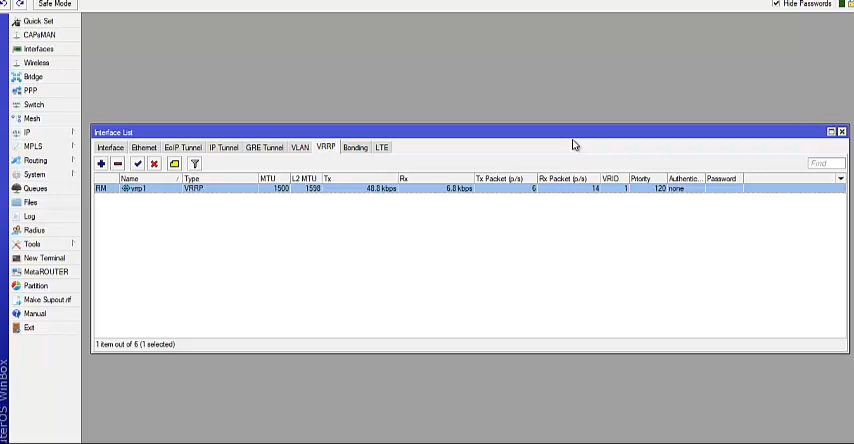 Safe Mode
Hide Passwords
Quick Set
CAPsMAN
Interfaces
Wireless
Bridge
PPP
Switch
Mesh
IP
MPLS
Routing
System
Queues
Files
Log
Radius
Tools
New Terminal
MetaROUTER
Partition
Make Supout.rif
Manual
Exit
Interface List
Interface Ethernet EoIP Tunnel IP Tunnel GRE Tunnel VLAN VRRP Bonding LTE
Find
Name Type MTU L2 MTU Tx Rx Tx Packet (p/s) Rx Packet (p/s) VRID Priority Authentic... Password
RM vrrp1 VRRP 1500 1598 48.8 kbps 6.8 kbps 6 14 1 120 none
1 item out of 6 (1 selected)
uterOS WinBox